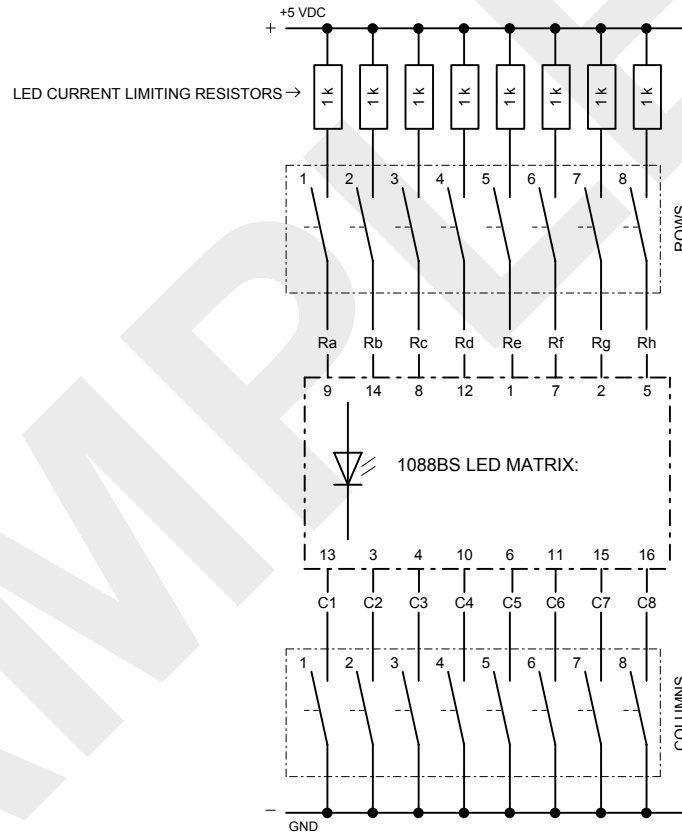 + +5 VDC
LED CURRENT LIMITING RESISTORS →
1k 1k 1k 1k 1k 1k 1k 1k
1 2 3 4 5 6 7 8
ROWS
Ra Rb Rc Rd Re Rf Rg Rh
9 14 8 12 1 7 2 5
1088BS LED MATRIX:
13 3 4 10 6 11 15 16
C1 C2 C3 C4 C5 C6 C7 C8
1 2 3 4 5 6 7 8
COLUMNS
−
GND